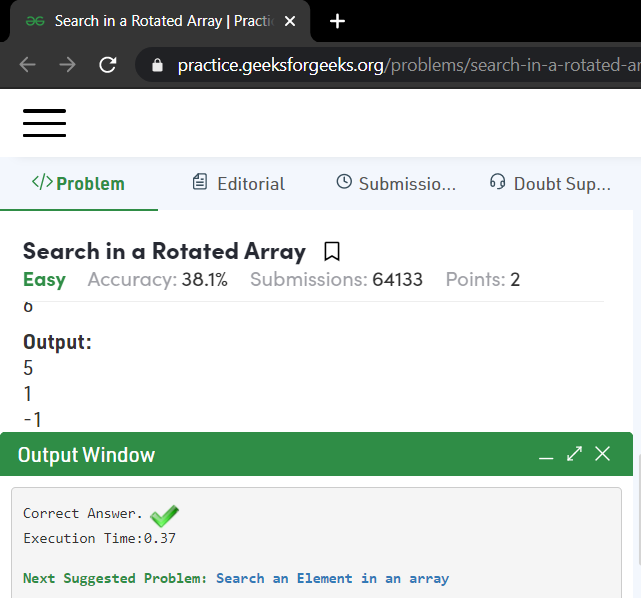 Search in a Rotated Array | Practic
practice.geeksforgeeks.org/problems/search-in-a-rotated-ar
</> Problem Editorial Submissio... Doubt Sup...
Search in a Rotated Array
Easy Accuracy: 38.1% Submissions: 64133 Points: 2
6
Output:
5
1
-1
Output Window
Correct Answer.
Execution Time:0.37
Next Suggested Problem: Search an Element in an array